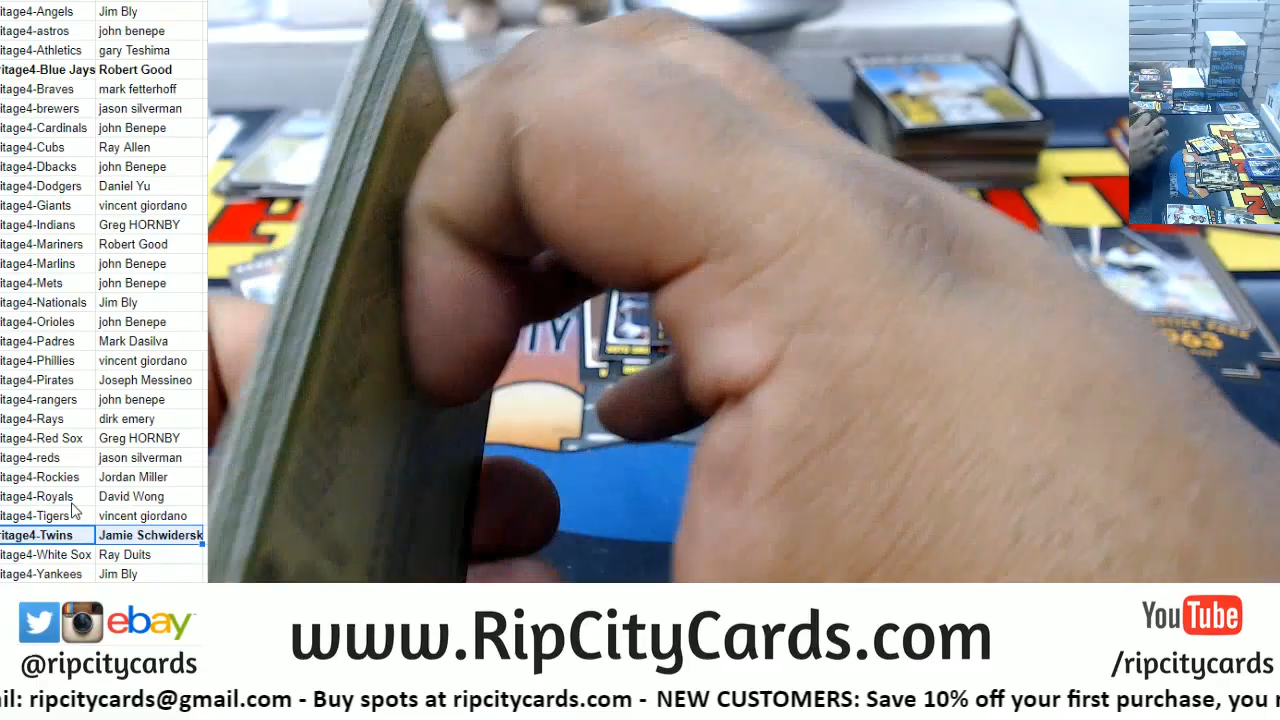 itage4-Angels Jim Bly
itage4-astros john benepe
itage4-Athletics gary Teshima
ritage4-Blue Jays Robert Good
itage4-Braves mark fetterhoff
itage4-brewers jason silverman
itage4-Cardinals john Benepe
itage4-Cubs Ray Allen
itage4-Dbacks john Benepe
itage4-Dodgers Daniel Yu
itage4-Giants vincent giordano
itage4-Indians Greg HORNBY
itage4-Mariners Robert Good
itage4-Marlins john Benepe
itage4-Mets john Benepe
itage4-Nationals Jim Bly
itage4-Orioles john Benepe
itage4-Padres Mark Dasilva
itage4-Phillies vincent giordano
itage4-Pirates Joseph Messineo
itage4-rangers john benepe
itage4-Rays dirk emery
itage4-Red Sox Greg HORNBY
itage4-reds jason silverman
itage4-Rockies Jordan Miller
itage4-Royals David Wong
itage4-Tigers vincent giordano
ritage4-Twins Jamie Schwidersk
itage4-White Sox Ray Duits
itage4-Yankees Jim Bly
ebay
@ripcitycards
www.RipCityCards.com
YouTube
/ripcitycards
il: ripcitycards@gmail.com - Buy spots at ripcitycards.com - NEW CUSTOMERS: Save 10% off your first purchase, you